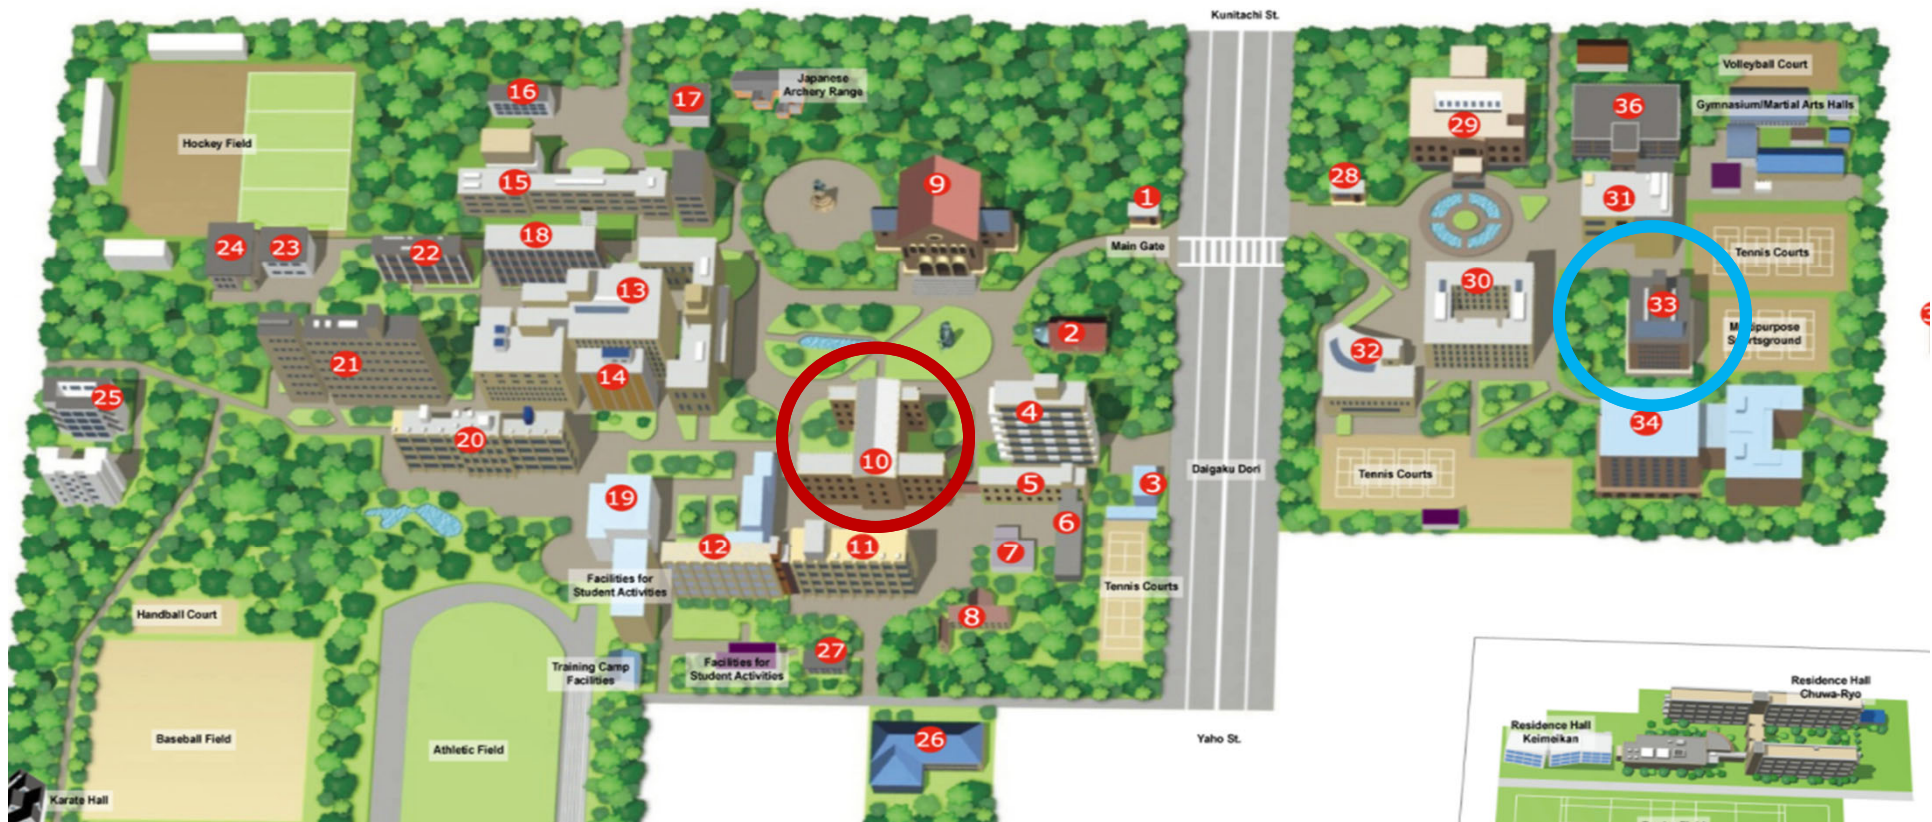 Kunitachi St.
Japanese
Archery Range
Volleyball Court
Gymnasium/Martial Arts Halls
Hockey Field
16
17
36
29
15
9
28
1
31
18
24
23
22
Main Gate
Tennis Courts
13
30
33
2
Multipurpose
Sportsground
21
14
32
25
4
20
34
10
Daigaku Dori
Tennis Courts
19
5
3
6
12
11
7
Facilities for
Student Activities
Tennis Courts
Handball Court
8
27
Training Camp
Facilities
Facilities for
Student Activities
Residence Hall
Chuwa-Ryo
Residence Hall
Keimeikan
Baseball Field
Athletic Field
26
Yaho St.
Karate Hall